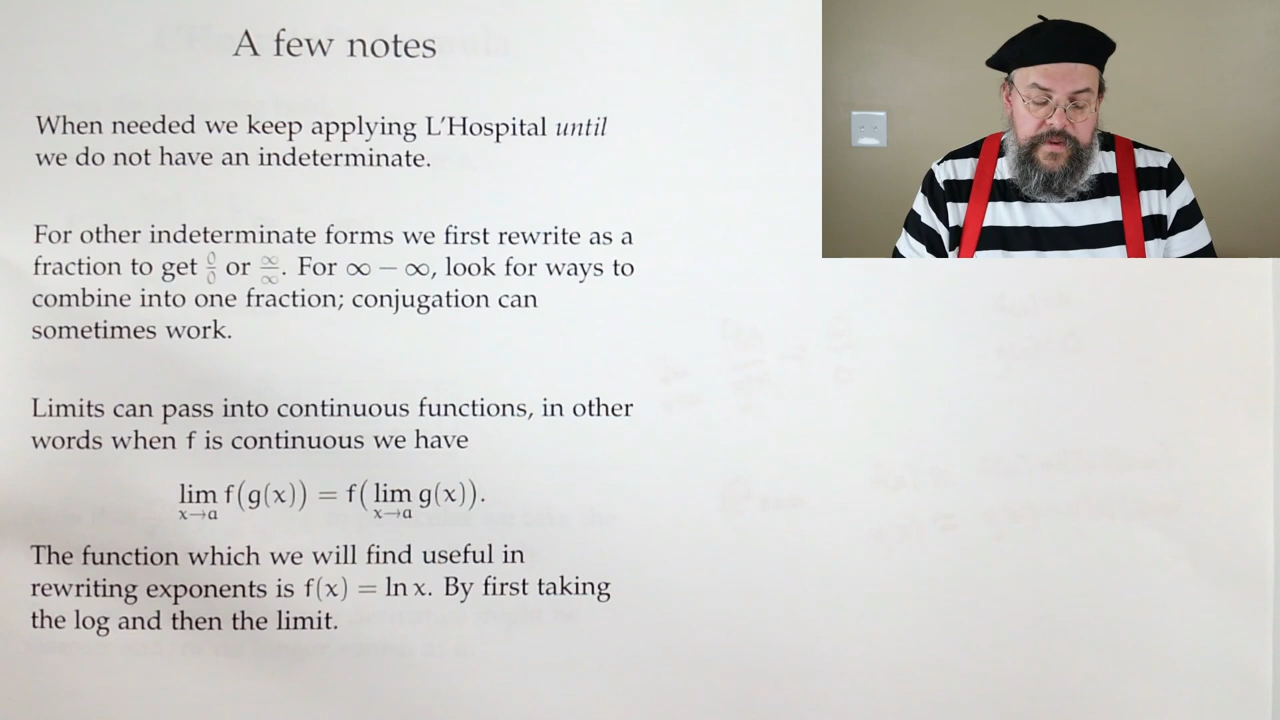 A few notes
When needed we keep applying L'Hospital until
we do not have an indeterminate.
For other indeterminate forms we first rewrite as a
fraction to get 0/0 or ∞/∞. For ∞ − ∞, look for ways to
combine into one fraction; conjugation can
sometimes work.
Limits can pass into continuous functions, in other
words when f is continuous we have
lim x→a f(g(x)) = f(lim x→a g(x)).
The function which we will find useful in
rewriting exponents is f(x) = ln x. By first taking
the log and then the limit.